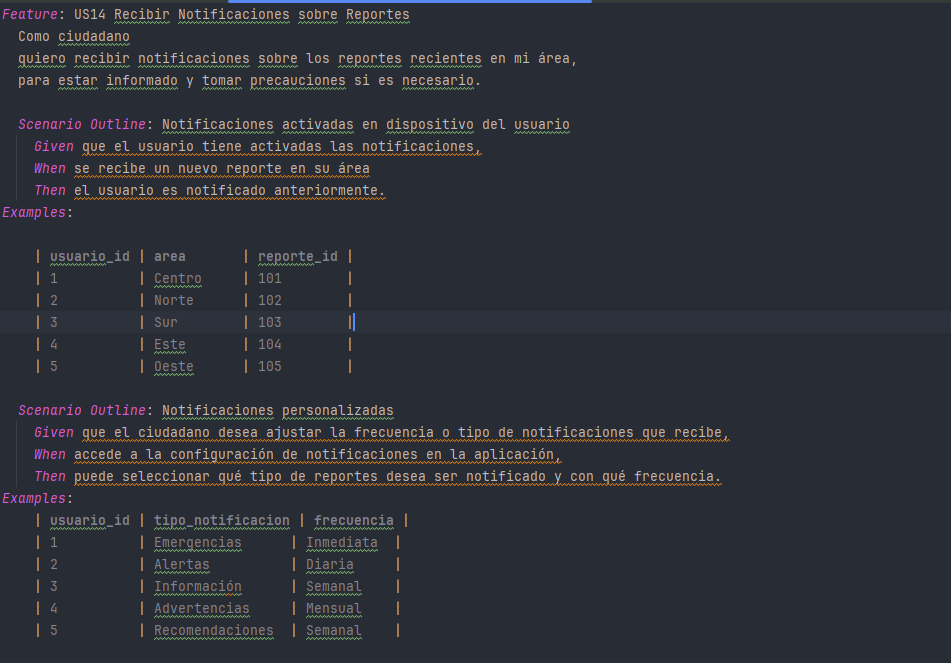 Feature: US14 Recibir Notificaciones sobre Reportes
Como ciudadano
quiero recibir notificaciones sobre los reportes recientes en mi área,
para estar informado y tomar precauciones si es necesario.
Scenario Outline: Notificaciones activadas en dispositivo del usuario
Given que el usuario tiene activadas las notificaciones,
When se recibe un nuevo reporte en su área
Then el usuario es notificado anteriormente.
Examples:
| usuario_id | area | reporte_id |
| 1 | Centro | 101 |
| 2 | Norte | 102 |
| 3 | Sur | 103 |
| 4 | Este | 104 |
| 5 | Oeste | 105 |
Scenario Outline: Notificaciones personalizadas
Given que el ciudadano desea ajustar la frecuencia o tipo de notificaciones que recibe,
When accede a la configuración de notificaciones en la aplicación,
Then puede seleccionar qué tipo de reportes desea ser notificado y con qué frecuencia.
Examples:
| usuario_id | tipo_notificacion | frecuencia |
| 1 | Emergencias | Inmediata |
| 2 | Alertas | Diaria |
| 3 | Información | Semanal |
| 4 | Advertencias | Mensual |
| 5 | Recomendaciones | Semanal |